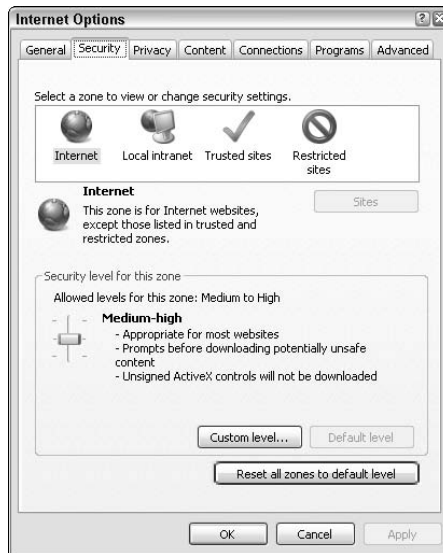 Internet Options
General Security Privacy Content Connections Programs Advanced
Select a zone to view or change security settings.
Internet Local intranet Trusted sites Restricted
sites
Internet
Sites
This zone is for Internet websites,
except those listed in trusted and
restricted zones.
Security level for this zone
Allowed levels for this zone: Medium to High
Medium-high
- Appropriate for most websites
- Prompts before downloading potentially unsafe
content
- Unsigned ActiveX controls will not be downloaded
Custom level... Default level
Reset all zones to default level
OK Cancel Apply